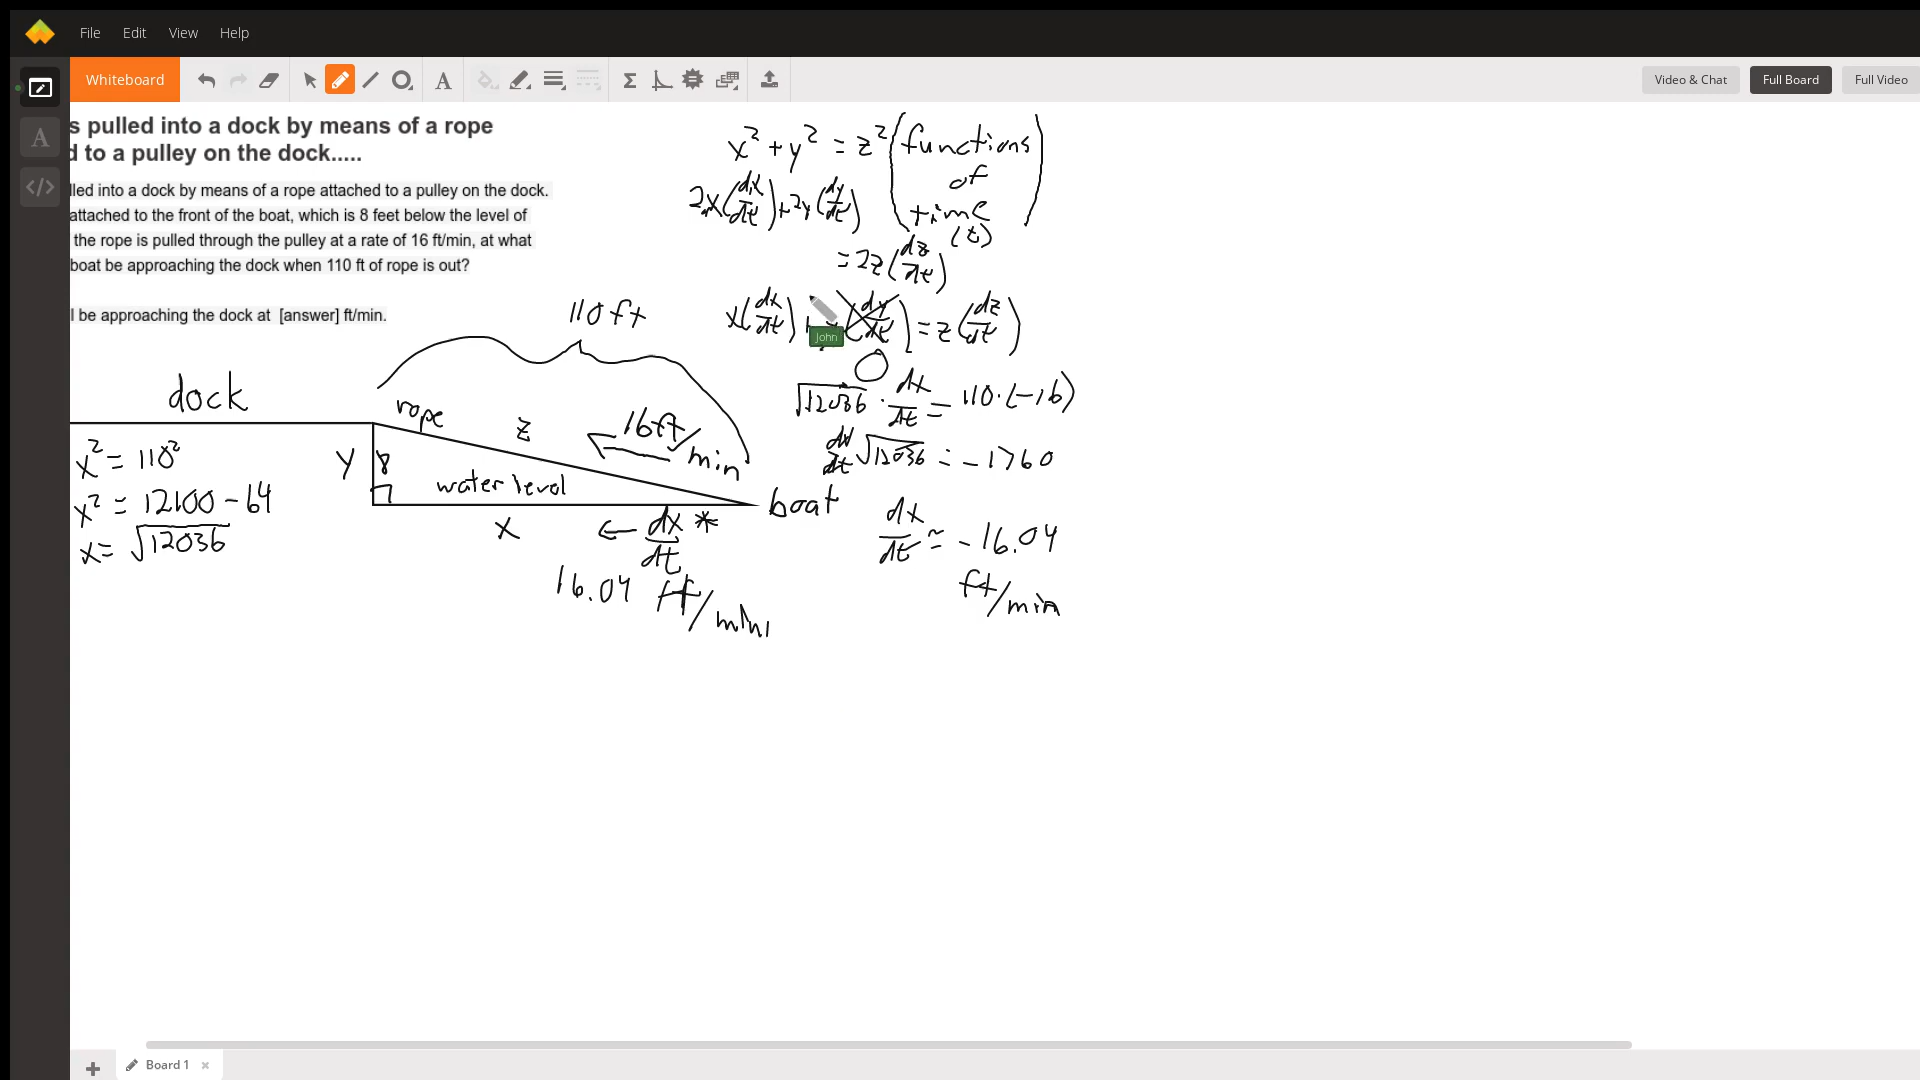 File Edit View Help
Whiteboard
A
Σ
Video & Chat
Full Board
Full Video
A
</>
s pulled into a dock by means of a rope
d to a pulley on the dock.....
lled into a dock by means of a rope attached to a pulley on the dock.
attached to the front of the boat, which is 8 feet below the level of
the rope is pulled through the pulley at a rate of 16 ft/min, at what
boat be approaching the dock when 110 ft of rope is out?
l be approaching the dock at [answer] ft/min.
110 ft
dock
rope
z
16ft/min
y 8
water level
boat
x
← dx/dt *
16.04 ft/min
x² = 110²
x² = 12100 - 64
x = √12036
x² + y² = z² (functions
of
time
(t))
2x(dx/dt) + 2y(dy/dt)
= 2z(dz/dt)
x(dx/dt) + (dy/dt) = z(dz/dt)
John
0
√12036 · dx/dt = 110·(-16)
dx/dt √12036 = -1760
dx/dt ≈ -16.04
ft/min
Board 1